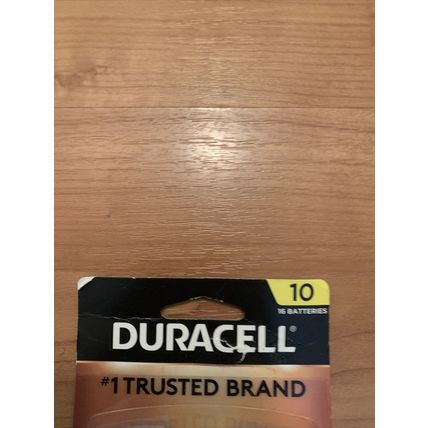 10
16 BATTERIES
DURACELL®
#1 TRUSTED BRAND